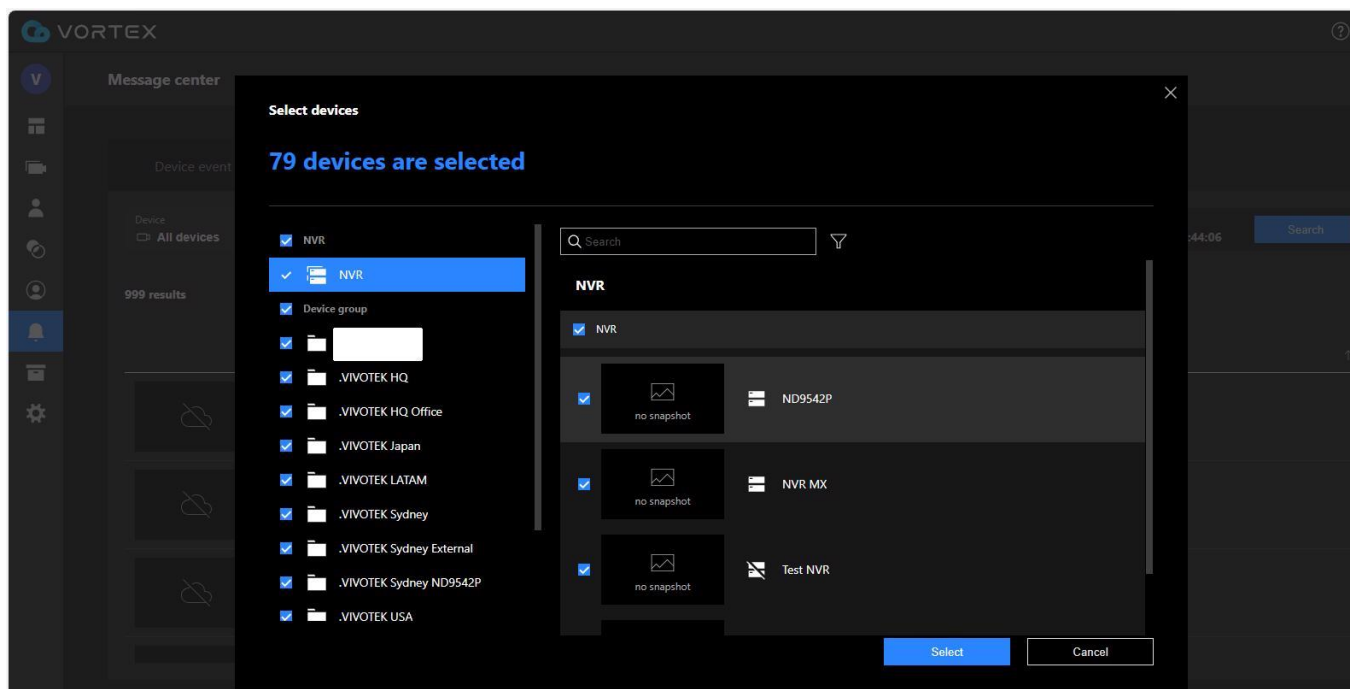 VORTEX
V
Message center
Select devices
79 devices are selected
Device event
Device
All devices
:44:06
Search
999 results
NVR
NVR
Device group
.VIVOTEK HQ
.VIVOTEK HQ Office
.VIVOTEK Japan
.VIVOTEK LATAM
.VIVOTEK Sydney
.VIVOTEK Sydney External
.VIVOTEK Sydney ND9542P
.VIVOTEK USA
Search
NVR
NVR
no snapshot
ND9542P
no snapshot
NVR MX
no snapshot
Test NVR
Select
Cancel